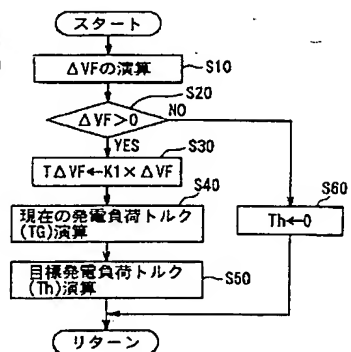 スタート
ΔVFの演算
S10
S20
ΔVF>0
NO
YES
S30
TΔVF←K1×ΔVF
S40
現在の発電負荷トルク
(TG)演算
S60
Th←0
目標発電負荷トルク
(Th)演算
S50
リターン